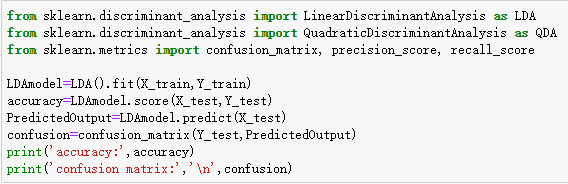 from sklearn.discriminant_analysis import LinearDiscriminantAnalysis as LDA
from sklearn.discriminant_analysis import QuadraticDiscriminantAnalysis as QDA
from sklearn.metrics import confusion_matrix, precision_score, recall_score
LDAmodel=LDA().fit(X_train,Y_train)
accuracy=LDAmodel.score(X_test,Y_test)
PredictedOutput=LDAmodel.predict(X_test)
confusion=confusion_matrix(Y_test,PredictedOutput)
print('accuracy:',accuracy)
print('confusion matrix:','\n',confusion)